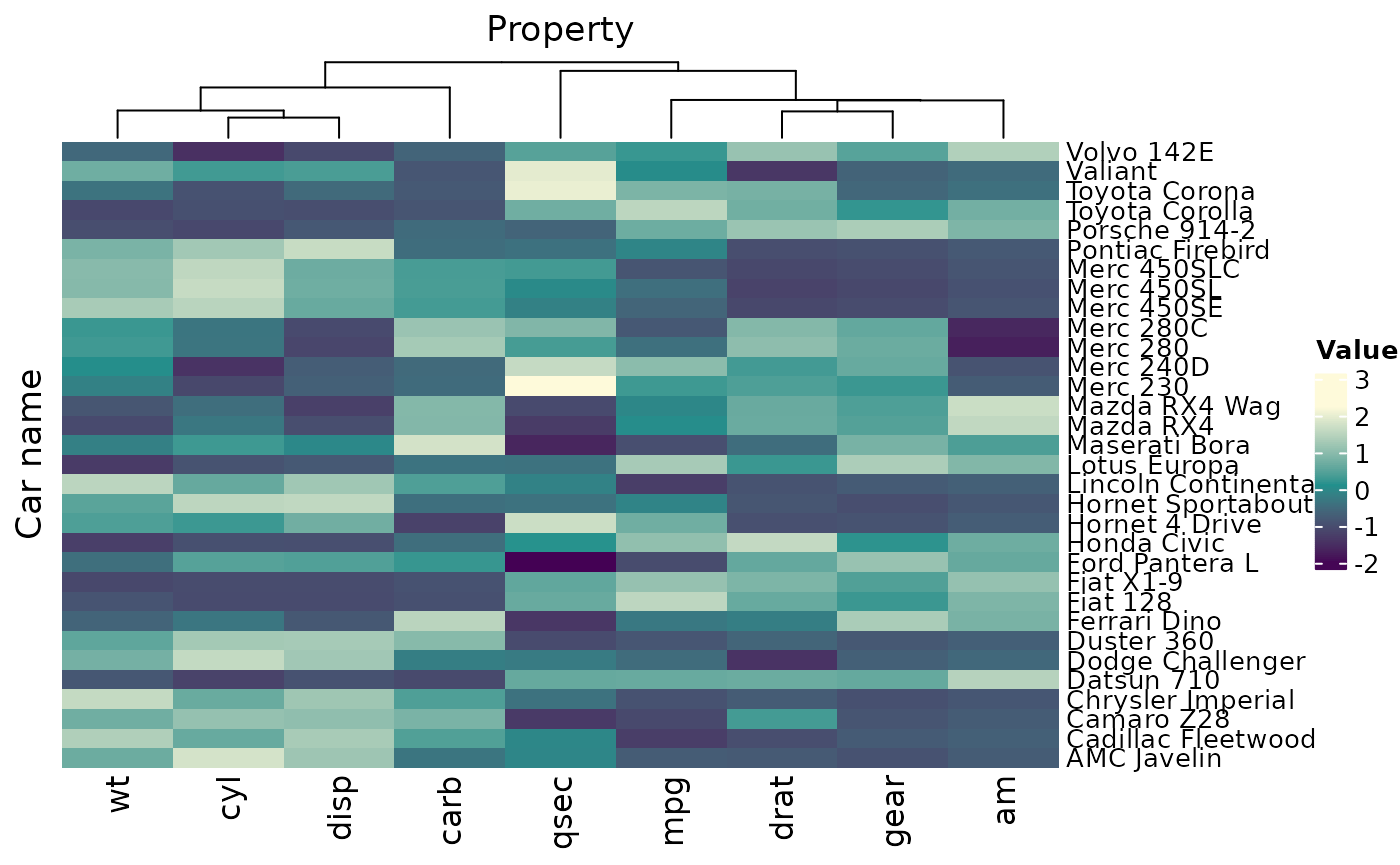 Property
Volvo 142E
Valiant
Toyota Corona
Toyota Corolla
Porsche 914-2
Pontiac Firebird
Merc 450SLC
Merc 450SL
Merc 450SE
Merc 280C
Merc 280
Merc 240D
Merc 230
Mazda RX4 Wag
Mazda RX4
Maserati Bora
Lotus Europa
Lincoln Continenta
Hornet Sportabout
Hornet 4 Drive
Honda Civic
Ford Pantera L
Fiat X1-9
Fiat 128
Ferrari Dino
Duster 360
Dodge Challenger
Datsun 710
Chrysler Imperial
Camaro Z28
Cadillac Fleetwood
AMC Javelin
Car name
wt
cyl
disp
carb
qsec
mpg
drat
gear
am
Value
3
2
1
0
-1
-2